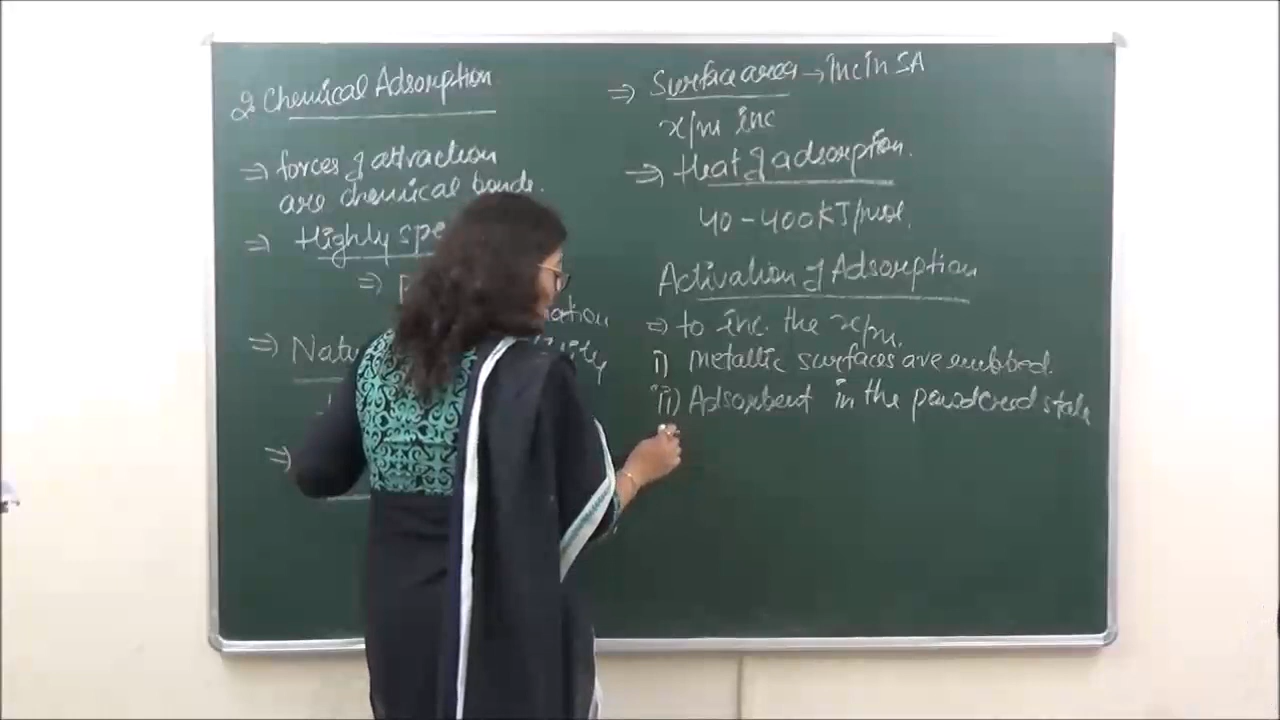 2. Chemical Adsorption
⇒ forces of attraction
are chemical bonds.
⇒ Highly spe
⇒
ation
⇒ Natu
⇒
⇒ Surface area → inc in SA
x/m inc
⇒ Heat of adsorption.
40 - 400 kJ/mol.
Activation of Adsorption
⇒ to inc. the x/m.
i) Metallic surfaces are rubbed.
ii) Adsorbent in the powdered state